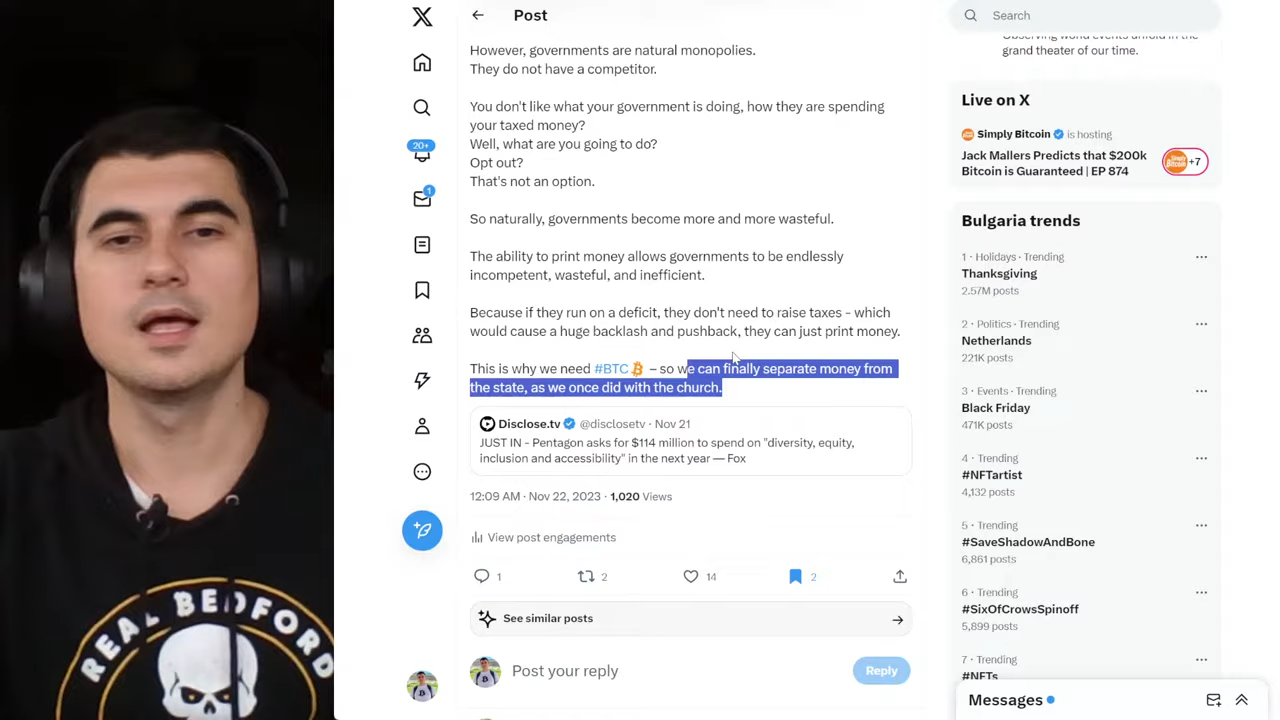 Post
Search
However, governments are natural monopolies.
They do not have a competitor.
You don't like what your government is doing, how they are spending
your taxed money?
Well, what are you going to do?
Opt out?
That's not an option.
So naturally, governments become more and more wasteful.
The ability to print money allows governments to be endlessly
incompetent, wasteful, and inefficient.
Because if they run on a deficit, they don't need to raise taxes - which
would cause a huge backlash and pushback, they can just print money.
This is why we need #BTC – so we can finally separate money from
the state, as we once did with the church.
Disclose.tv @disclosetv · Nov 21
JUST IN - Pentagon asks for $114 million to spend on "diversity, equity,
inclusion and accessibility" in the next year — Fox
12:09 AM · Nov 22, 2023 · 1,020 Views
View post engagements
1
2
14
2
See similar posts
Post your reply
Reply
20+
1
Observing world events unfold in the
grand theater of our time.
Live on X
Simply Bitcoin is hosting
Jack Mallers Predicts that $200k
Bitcoin is Guaranteed | EP 874
+7
Bulgaria trends
1 · Holidays · Trending
Thanksgiving
2.57M posts
2 · Politics · Trending
Netherlands
221K posts
3 · Events · Trending
Black Friday
471K posts
4 · Trending
#NFTartist
4,132 posts
5 · Trending
#SaveShadowAndBone
6,861 posts
6 · Trending
#SixOfCrowsSpinoff
5,899 posts
7 · Trending
#NFTs
Messages
REAL BEDFORD